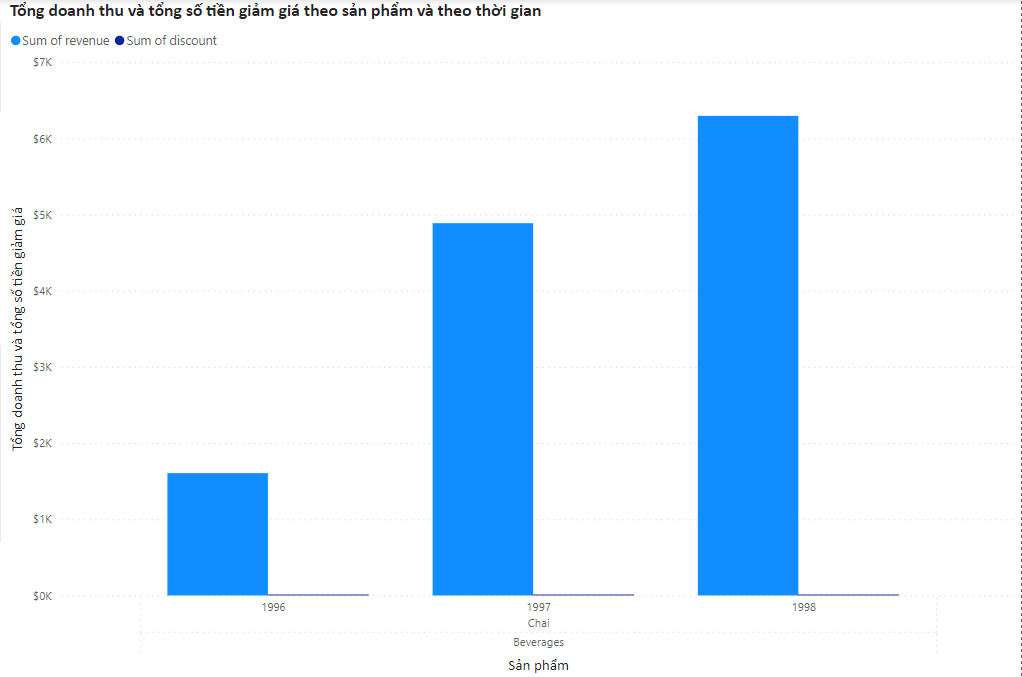 Tổng doanh thu và tổng số tiền giảm giá theo sản phẩm và theo thời gian
Sum of revenue Sum of discount
Tổng doanh thu và tổng số tiền giảm giá
$7K
$6K
$5K
$4K
$3K
$2K
$1K
$0K
1996 1997 1998
Chai
Beverages
Sản phẩm